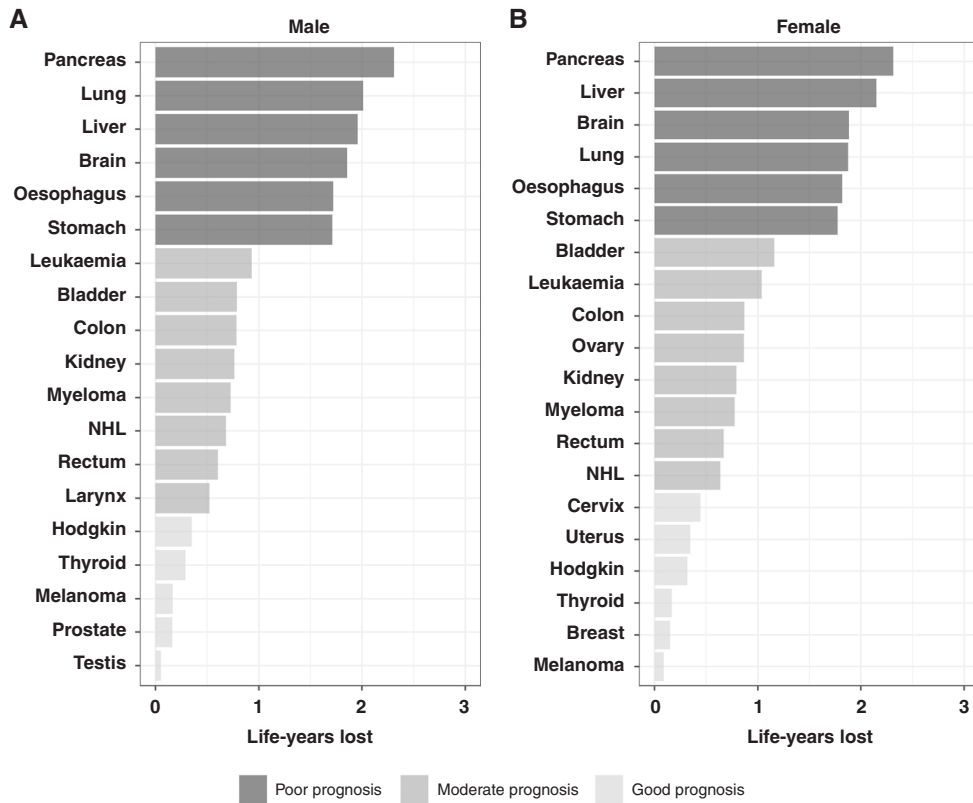 A
Male
Pancreas
Lung
Liver
Brain
Oesophagus
Stomach
Leukaemia
Bladder
Colon
Kidney
Myeloma
NHL
Rectum
Larynx
Hodgkin
Thyroid
Melanoma
Prostate
Testis
0 1 2 3
Life-years lost
B
Female
Pancreas
Liver
Brain
Lung
Oesophagus
Stomach
Bladder
Leukaemia
Colon
Ovary
Kidney
Myeloma
Rectum
NHL
Cervix
Uterus
Hodgkin
Thyroid
Breast
Melanoma
0 1 2 3
Life-years lost
Poor prognosis Moderate prognosis Good prognosis